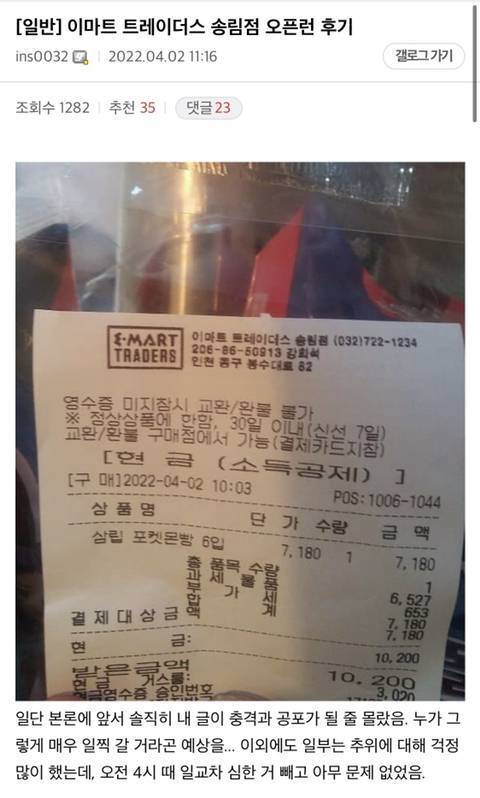 [일반] 이마트 트레이더스 송림점 오픈런 후기
ins0032 2022.04.02 11:16 갤로그 가기
조회수 1282 추천 35 댓글 23
E·MART
TRADERS
이마트 트레이더스 송림점 (032)722-1234
206-86-50913 강희석
인천 동구 봉수대로 82
영수증 미지참시 교환/환불 불가
※ 정상상품에 한함, 30일 이내(신선 7일)
교환/환불 구매점에서 가능(결제카드지참)
[현 금 (소득공제) ]
[구 매]2022-04-02 10:03 POS:1006-1044
상 품 명 단 가 수량 금 액
삼립 포켓몬빵 6입 7,180 1 7,180
총 품목 수량 1
과 세 물 품 6,527
부 가 세 653
합 계 7,180
결 제 대 상 금 액 7,180
현 금: 10,200
받은금액 10,200
거스름: 3,020
현금영수증 승인번호
일단 본론에 앞서 솔직히 내 글이 충격과 공포가 될 줄 몰랐음. 누가 그
렇게 매우 일찍 갈 거라곤 예상을... 이외에도 일부는 추위에 대해 걱정
많이 했는데, 오전 4시 때 일교차 심한 거 빼고 아무 문제 없었음.